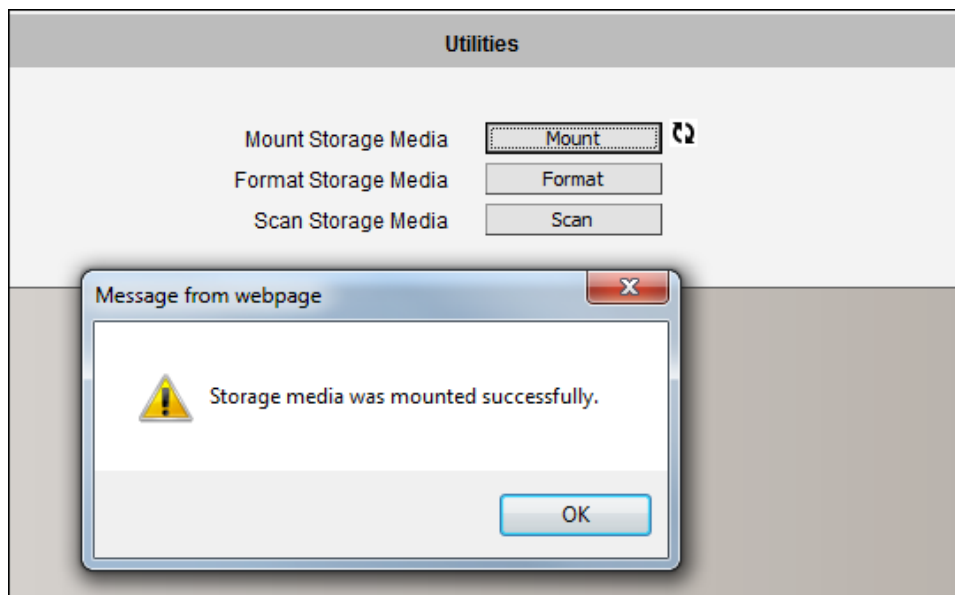 Utilities
Mount Storage Media Mount
Format Storage Media Format
Scan Storage Media Scan
Message from webpage
Storage media was mounted successfully.
OK